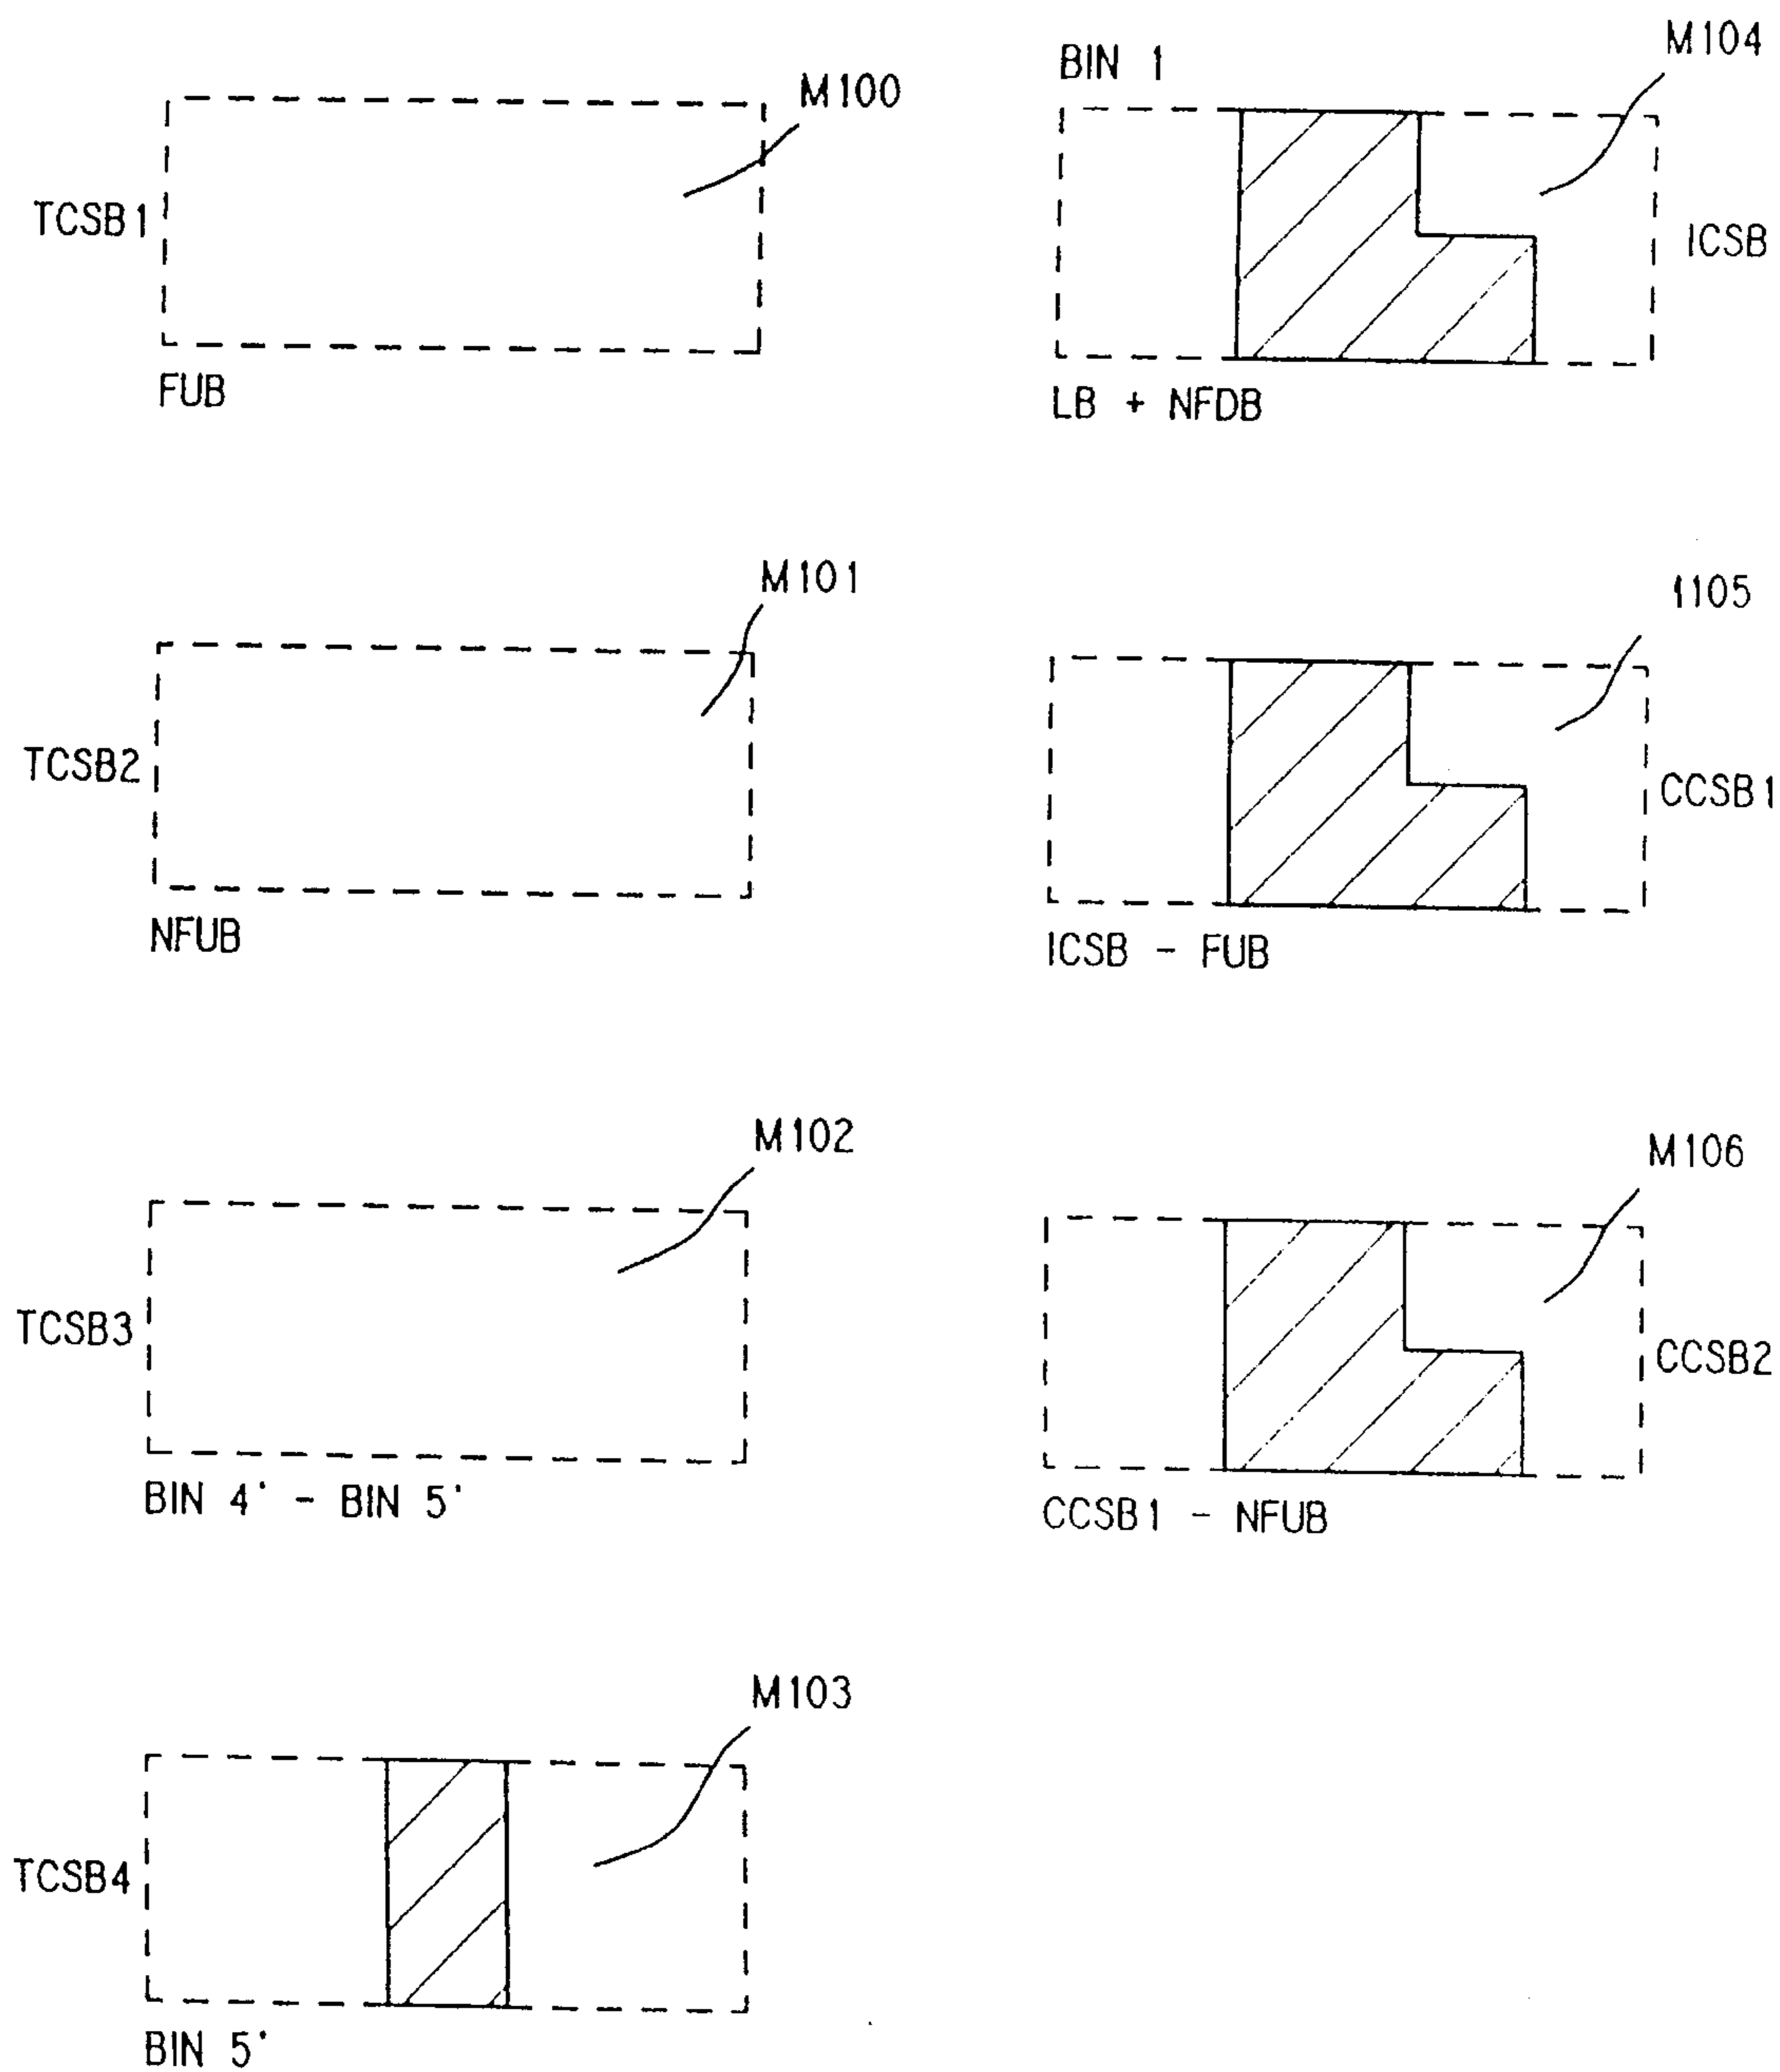 M100
TCSB1
FUB
BIN 1
M104
ICSB
LB + NFDB
M101
TCSB2
NFUB
1105
CCSB1
ICSB - FUB
M102
TCSB3
BIN 4' - BIN 5'
M106
CCSB2
CCSB1 - NFUB
M103
TCSB4
BIN 5'